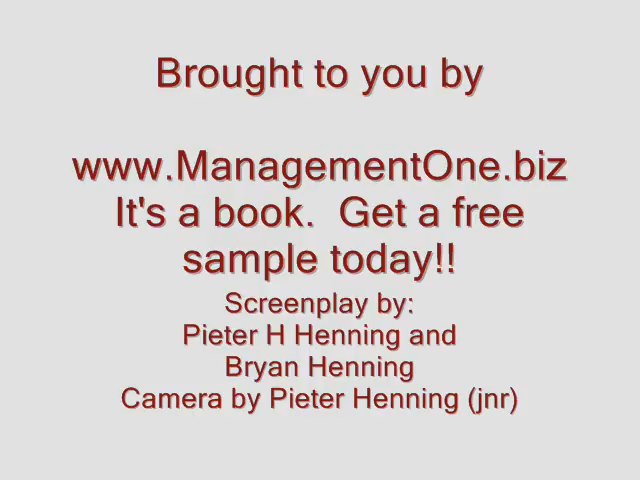 Brought to you by
www.ManagementOne.biz
It's a book.  Get a free
sample today!!
Screenplay by:
Pieter H Henning and
Bryan Henning
Camera by Pieter Henning (jnr)